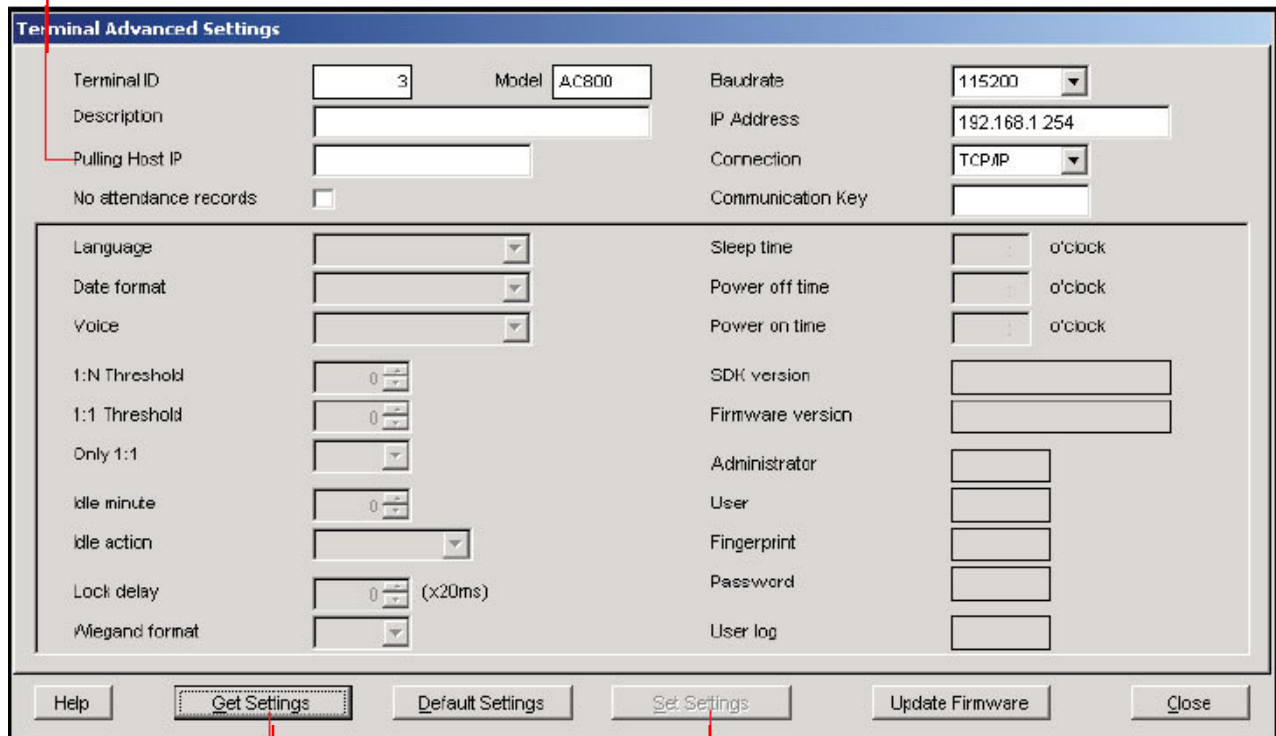 Terminal Advanced Settings
Terminal ID 3 Model AC800 Baudrate 115200
Description IP Address 192.168.1.254
Pulling Host IP Connection TCP/IP
No attendance records Communication Key
Language Sleep time : o'clock
Date format Power off time : o'clock
Voice Power on time : o'clock
1:N Threshold 0 SDK version
1:1 Threshold 0 Firmware version
Only 1:1 Administrator
Idle minute 0 User
Idle action Fingerprint
Lock delay 0 (x20ms) Password
Wiegand format User log
Help Get Settings Default Settings Set Settings Update Firmware Close